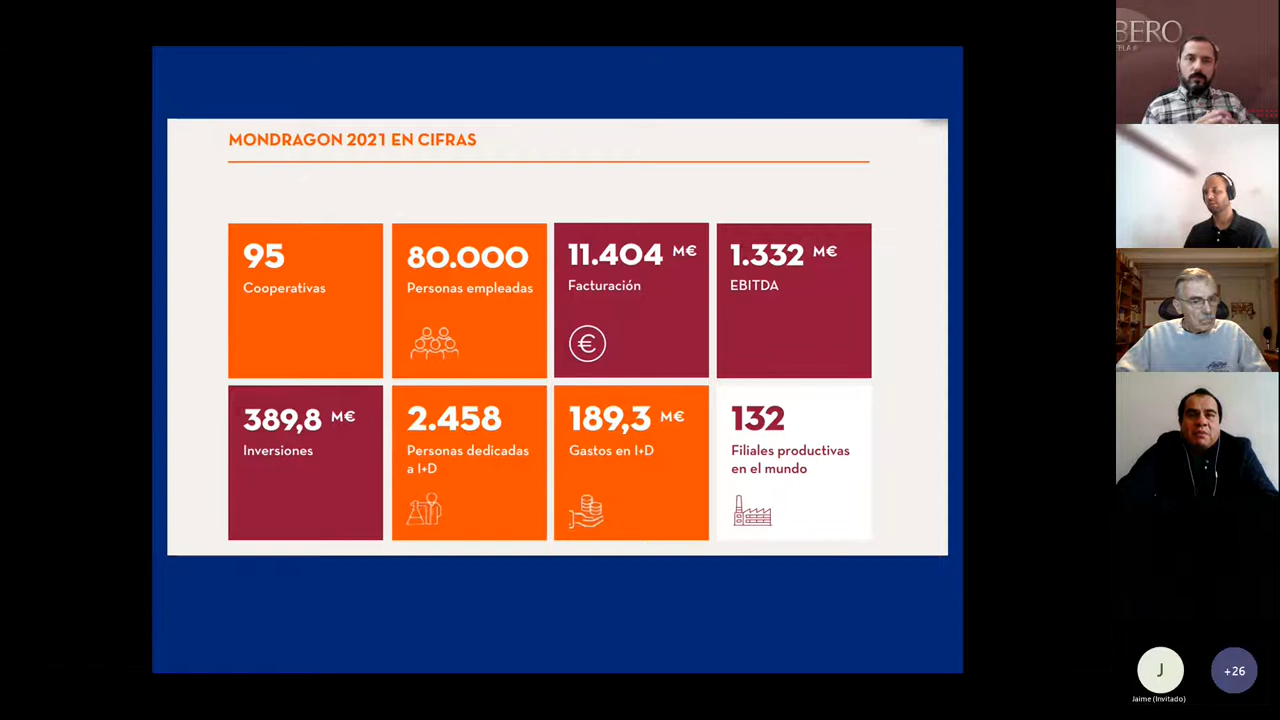 MONDRAGON 2021 EN CIFRAS
95
Cooperativas
80.000
Personas empleadas
11.404 M€
Facturación
€
1.332 M€
EBITDA
389,8 M€
Inversiones
2.458
Personas dedicadas
a I+D
189,3 M€
Gastos en I+D
132
Filiales productivas
en el mundo
BERO
J
Jaime (Invitado)
+26